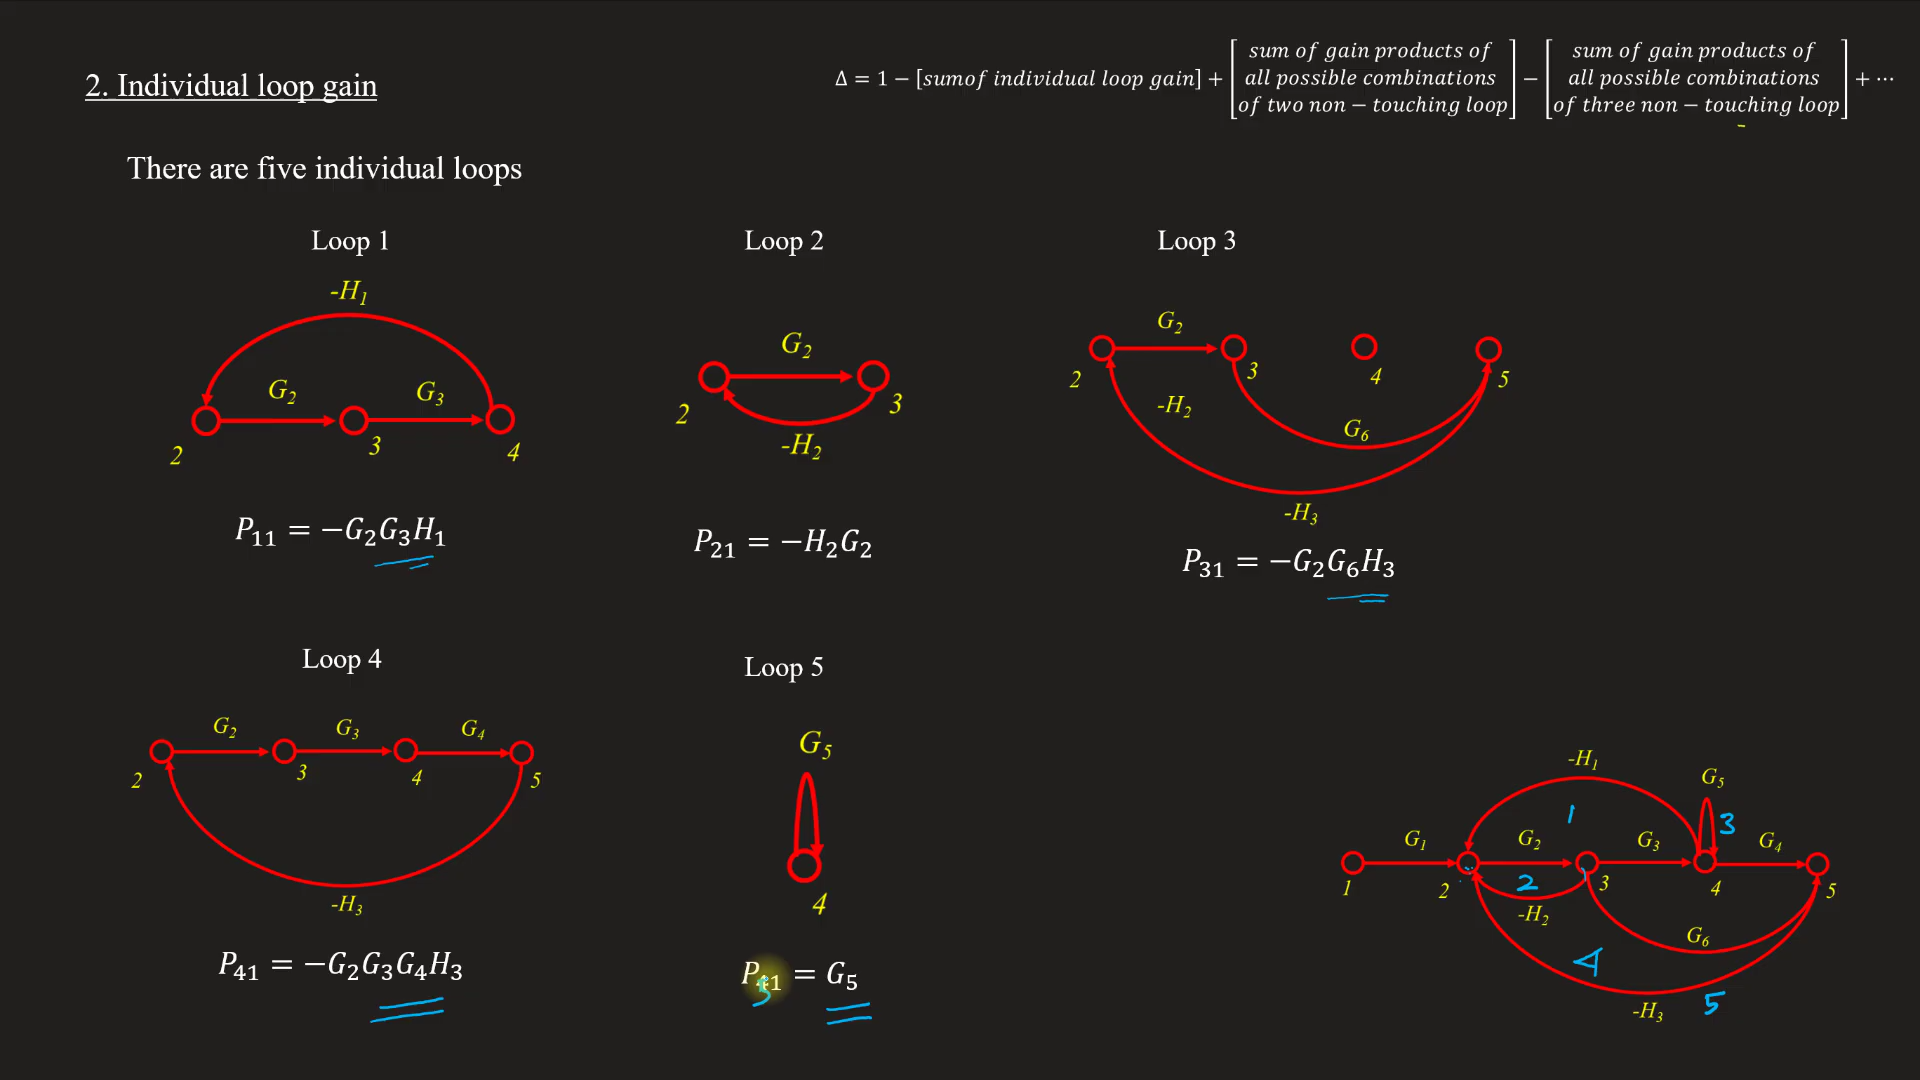 2. Individual loop gain
Δ = 1 − [sumof individual loop gain] + [sum of gain products of all possible combinations of two non − touching loop] − [sum of gain products of all possible combinations of three non − touching loop] + ⋯
There are five individual loops
Loop 1
-H1
G2 G3
2 3 4
P11 = −G2G3H1
Loop 2
G2
2 3
-H2
P21 = −H2G2
Loop 3
G2
2 3 4 5
-H2
G6
-H3
P31 = −G2G6H3
Loop 4
G2 G3 G4
2 3 4 5
-H3
P41 = −G2G3G4H3
Loop 5
G5
4
P41 = G5
5
-H1
G5
1
3
G1 G2 G3 G4
1 2 3 4 5
2
-H2
G6
4
-H3
5